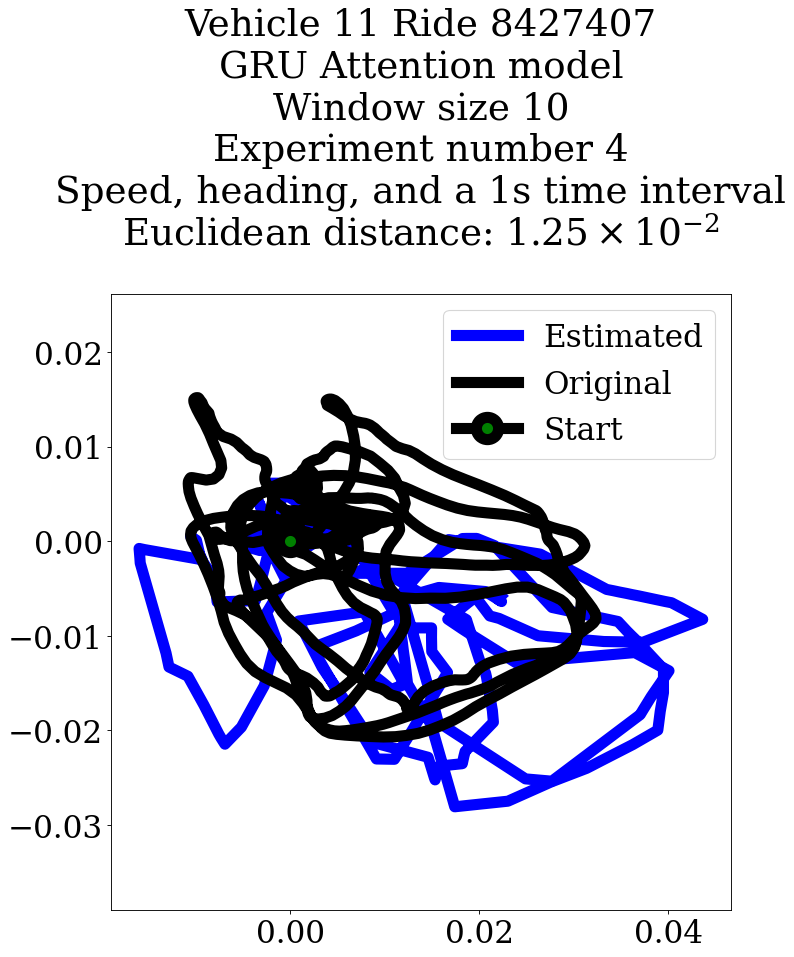 Vehicle 11 Ride 8427407
GRU Attention model
Window size 10
Experiment number 4
Speed, heading, and a 1s time interval
Euclidean distance: 1.25 × 10⁻²
Estimated
Original
Start
0.02
0.01
0.00
−0.01
−0.02
−0.03
0.00 0.02 0.04